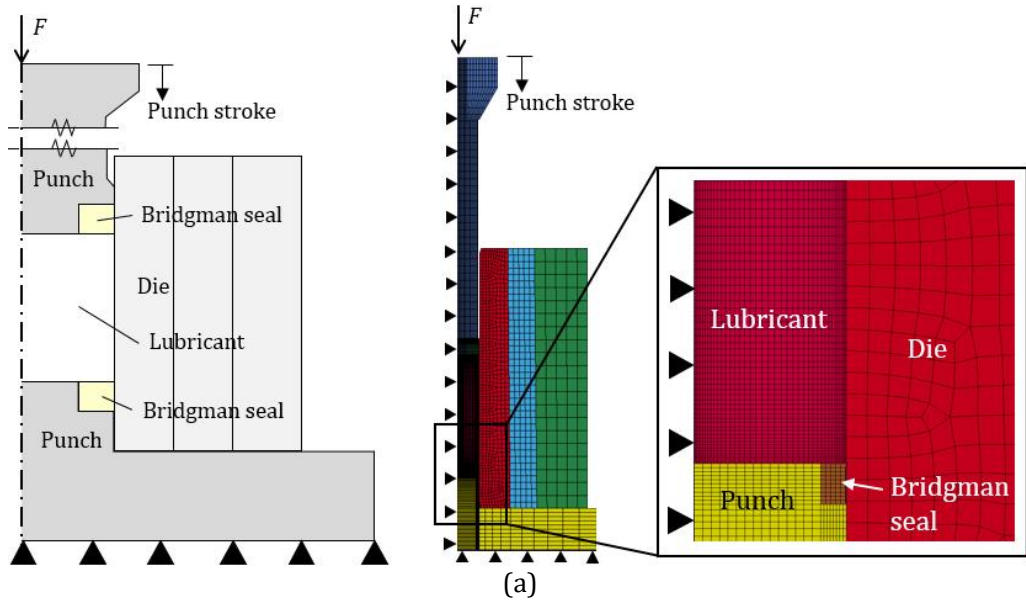 F
Punch stroke
Punch
Bridgman seal
Die
Lubricant
Bridgman seal
Punch
F
Punch stroke
Lubricant
Die
Punch
Bridgman
seal
(a)